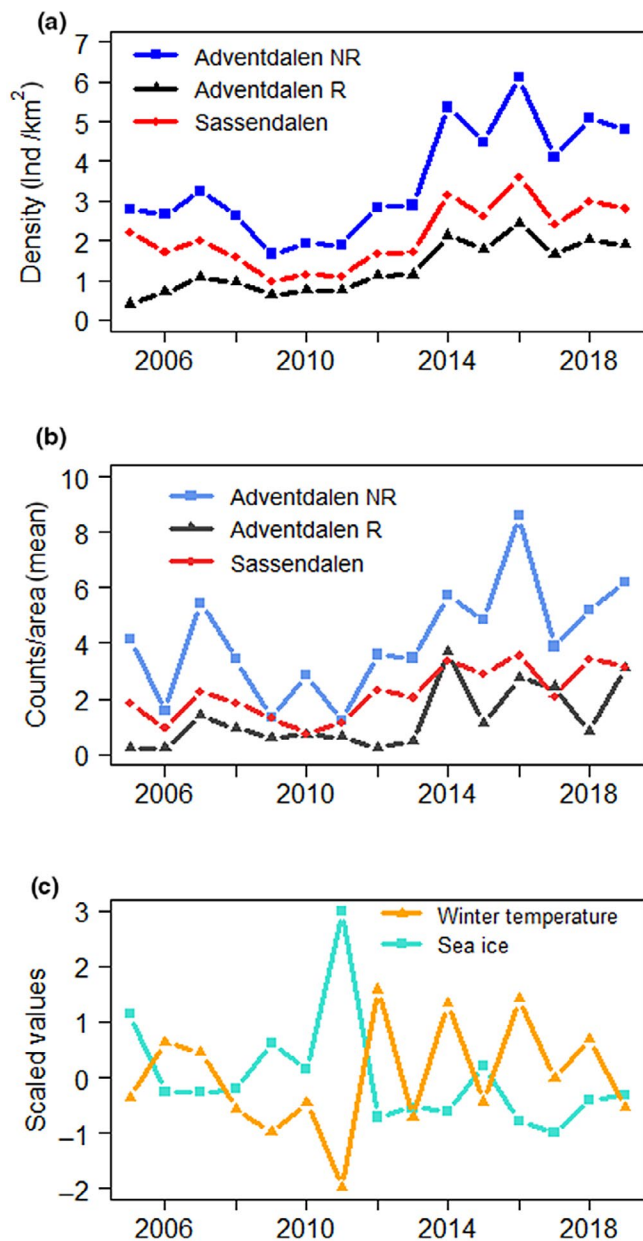 (a)
7
6
5
4
3
2
1
0
Density (Ind /km²)
Adventdalen NR
Adventdalen R
Sassendalen
2006 2010 2014 2018
(b)
10
8
6
4
2
0
Counts/area (mean)
Adventdalen NR
Adventdalen R
Sassendalen
2006 2010 2014 2018
(c)
3
2
1
0
−1
−2
Scaled values
Winter temperature
Sea ice
2006 2010 2014 2018